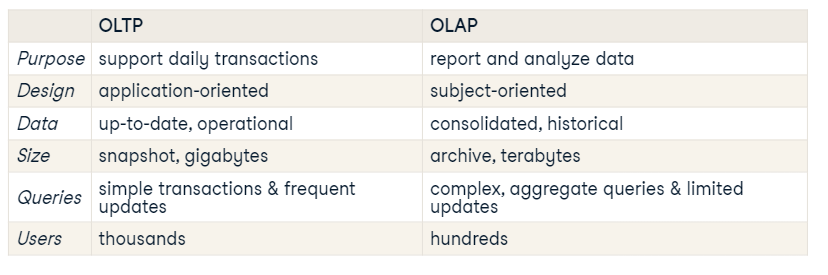 OLTP OLAP
Purpose support daily transactions report and analyze data
Design application-oriented subject-oriented
Data up-to-date, operational consolidated, historical
Size snapshot, gigabytes archive, terabytes
Queries simple transactions & frequent updates complex, aggregate queries & limited updates
Users thousands hundreds